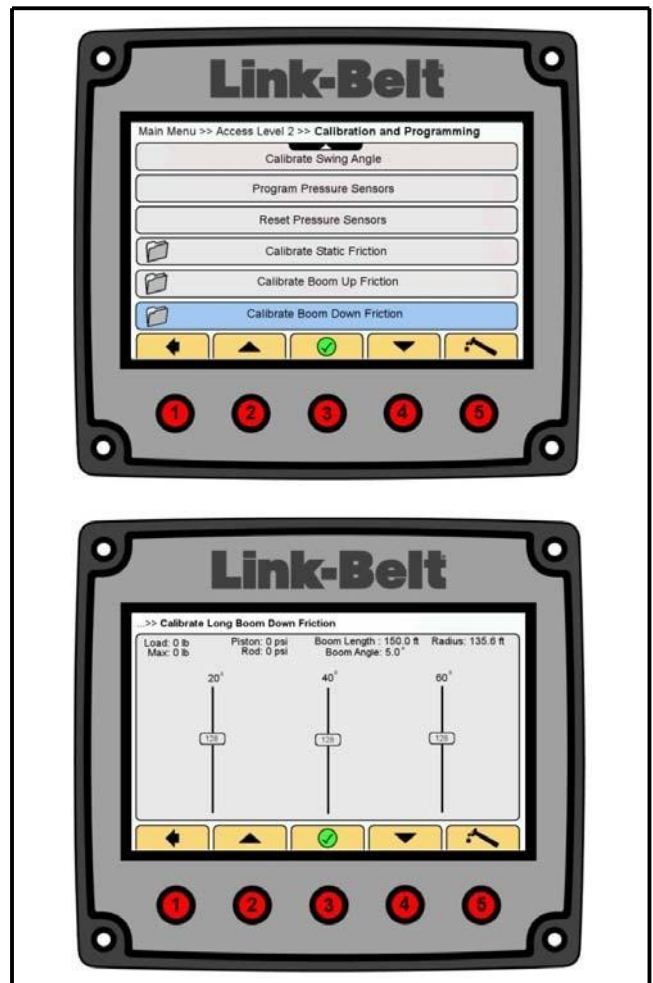 Link-Belt
Main Menu >> Access Level 2 >> Calibration and Programming
Calibrate Swing Angle
Program Pressure Sensors
Reset Pressure Sensors
Calibrate Static Friction
Calibrate Boom Up Friction
Calibrate Boom Down Friction
1 2 3 4 5
Link-Belt
...>> Calibrate Long Boom Down Friction
Load: 0 lb Piston: 0 psi Boom Length : 150.0 ft Radius: 135.6 ft
Max: 0 lb Rod: 0 psi Boom Angle: 5.0°
20° 40° 60°
128 128 128
1 2 3 4 5